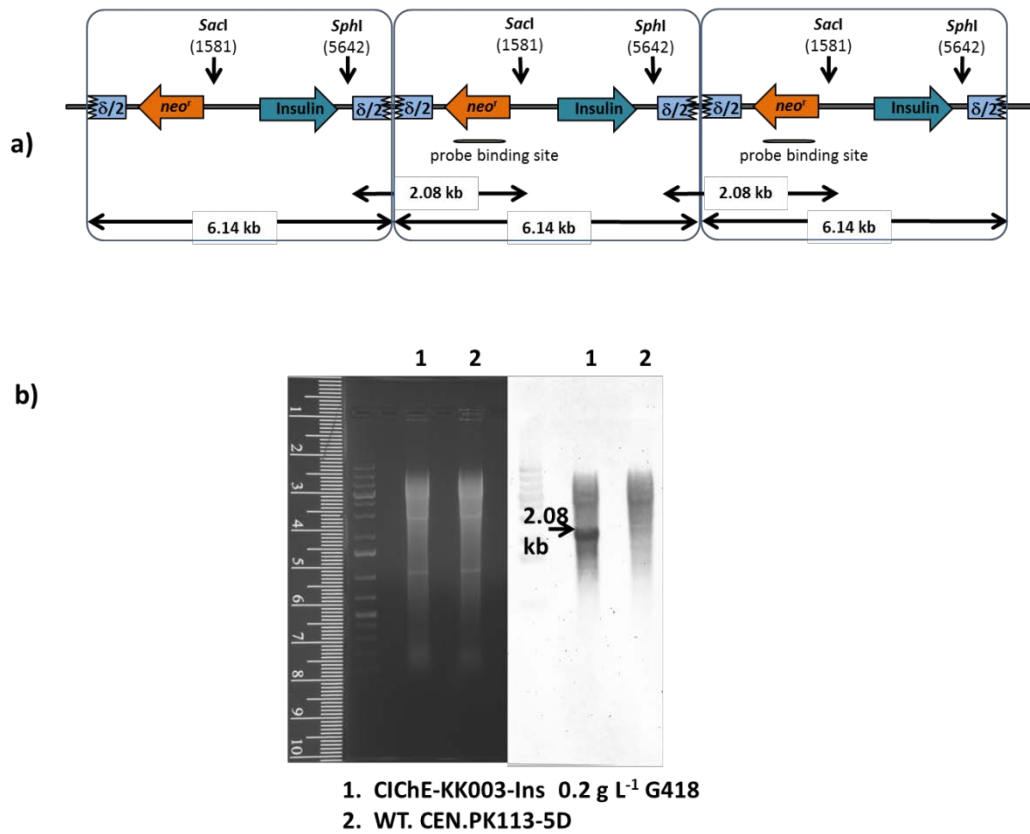 SacI SphI SacI SphI SacI SphI
(1581) (5642) (1581) (5642) (1581) (5642)
δ/2 neoʳ Insulin δ/2 δ/2 neoʳ Insulin δ/2 δ/2 neoʳ Insulin δ/2
a)
probe binding site probe binding site
2.08 kb 2.08 kb
6.14 kb 6.14 kb 6.14 kb
1 2 1 2
b)
1
2
3
4
5
6
7
8
9
10
2.08
kb
1. CIChE-KK003-Ins 0.2 g L⁻¹ G418
2. WT. CEN.PK113-5D